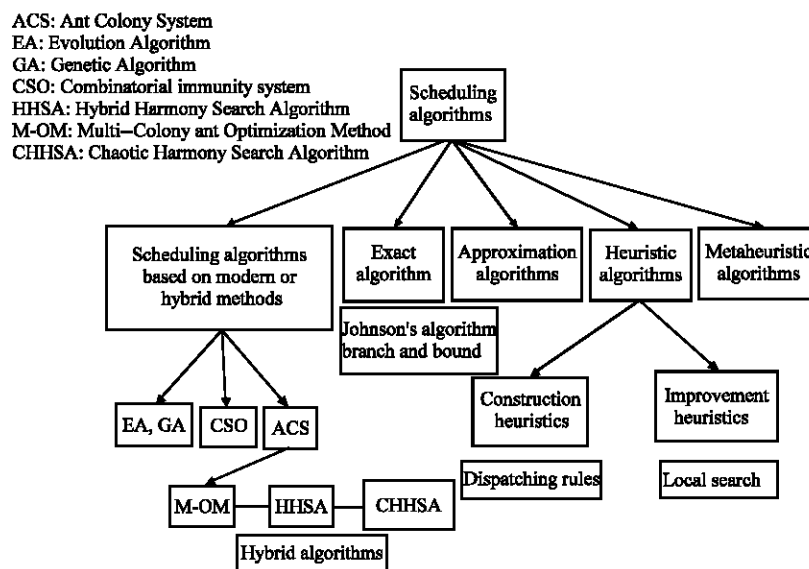 ACS: Ant Colony System
EA: Evolution Algorithm
GA: Genetic Algorithm
CSO: Combinatorial immunity system
HHSA: Hybrid Harmony Search Algorithm
M-OM: Multi–Colony ant Optimization Method
CHHSA: Chaotic Harmony Search Algorithm
Scheduling
algorithms
Scheduling algorithms
based on modern or
hybrid methods
Exact
algorithm
Approximation
algorithms
Heuristic
algorithms
Metaheuristic
algorithms
Johnson's algorithm
branch and bound
EA, GA
CSO
ACS
Construction
heuristics
Improvement
heuristics
Dispatching rules
Local search
M-OM
HHSA
CHHSA
Hybrid algorithms